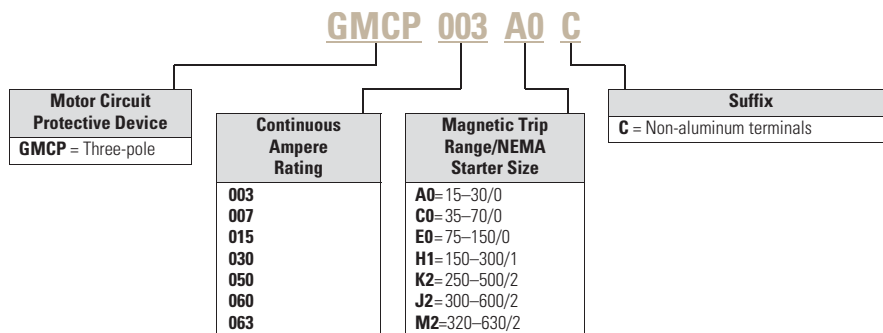 GMCP 003 A0 C
Motor Circuit
Protective Device
GMCP = Three-pole
Continuous
Ampere
Rating
003
007
015
030
050
060
063
Magnetic Trip
Range/NEMA
Starter Size
A0=15–30/0
C0=35–70/0
E0=75–150/0
H1=150–300/1
K2=250–500/2
J2=300–600/2
M2=320–630/2
Suffix
C = Non-aluminum terminals